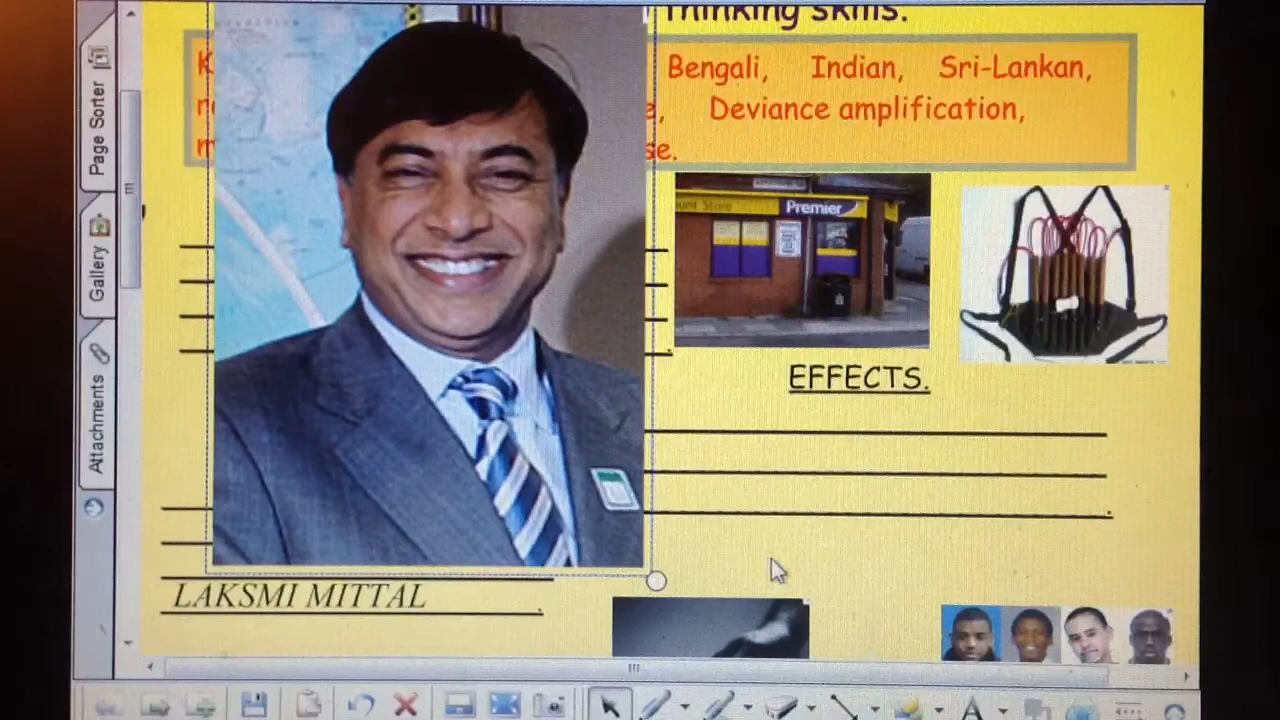 Thinking skills.
Bengali, Indian, Sri-Lankan,
Deviance amplification,
Premier
EFFECTS.
LAKSMI MITTAL
Page Sorter
Gallery
Attachments